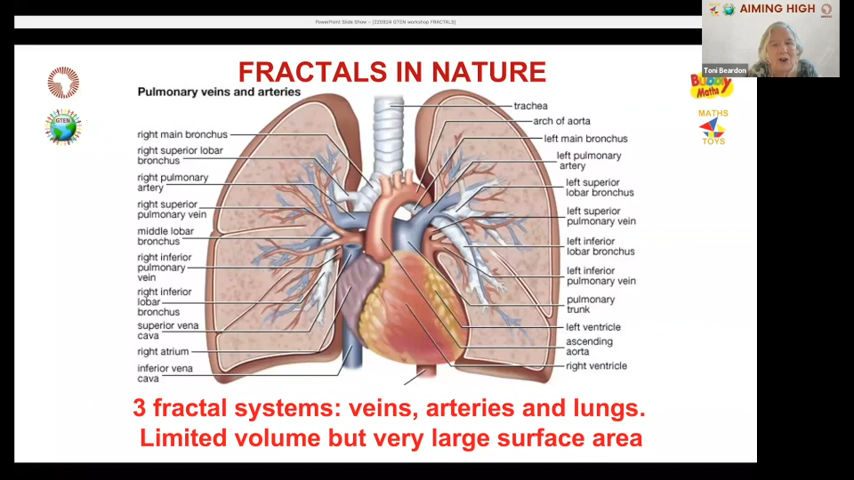 PowerPoint Slide Show - [220924 GTEN workshop FRACTALS]
AIMING HIGH
Toni Beardon
FRACTALS IN NATURE
Pulmonary veins and arteries
right main bronchus
right superior lobar
bronchus
right pulmonary
artery
right superior
pulmonary vein
middle lobar
bronchus
right inferior
pulmonary
vein
right inferior
lobar
bronchus
superior vena
cava
right atrium
inferior vena
cava
trachea
arch of aorta
left main bronchus
left pulmonary
artery
left superior
lobar bronchus
left superior
pulmonary vein
left inferior
lobar bronchus
left inferior
pulmonary vein
pulmonary
trunk
left ventricle
ascending
aorta
right ventricle
GTEN
Bubbly
Maths
MATHS
TOYS
3 fractal systems: veins, arteries and lungs.
Limited volume but very large surface area